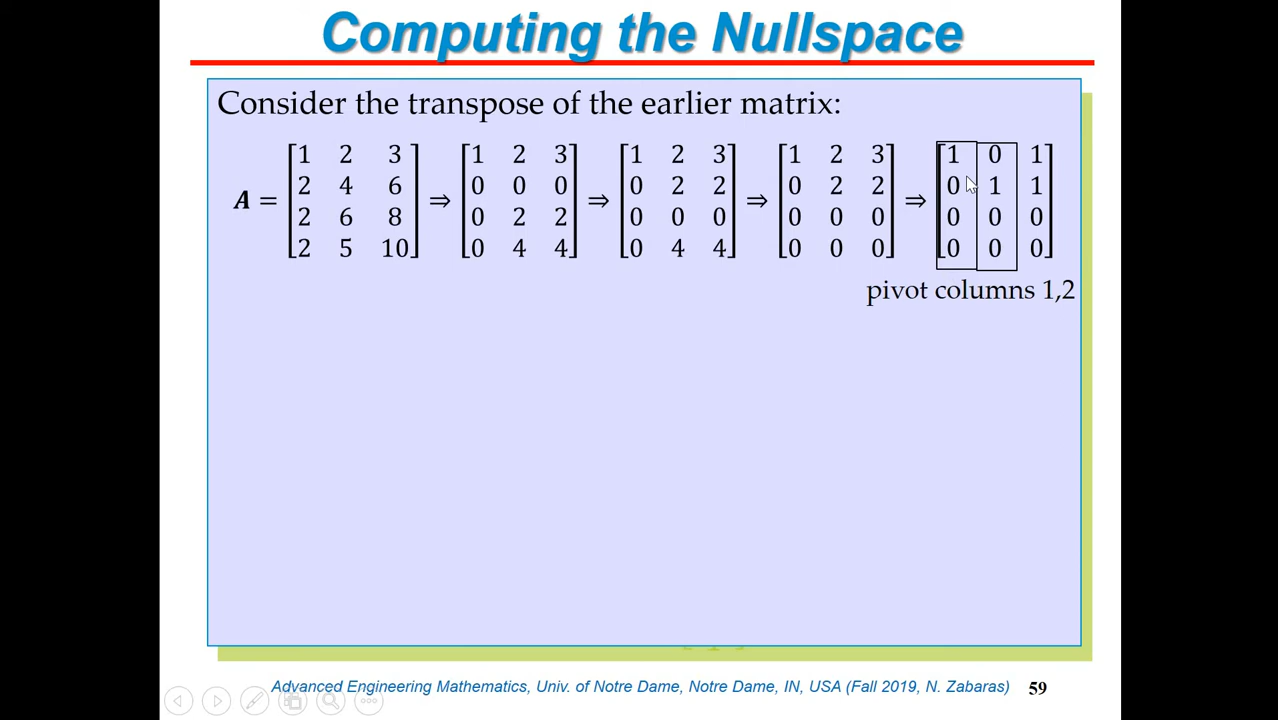 Computing the Nullspace
Consider the transpose of the earlier matrix:
A = [1 2 3; 2 4 6; 2 6 8; 2 5 10] ⇒ [1 2 3; 0 0 0; 0 2 2; 0 4 4] ⇒ [1 2 3; 0 2 2; 0 0 0; 0 4 4] ⇒ [1 2 3; 0 2 2; 0 0 0; 0 0 0] ⇒ [1 0 1; 0 1 1; 0 0 0; 0 0 0]
pivot columns 1,2
Advanced Engineering Mathematics, Univ. of Notre Dame, Notre Dame, IN, USA (Fall 2019, N. Zabaras) 59